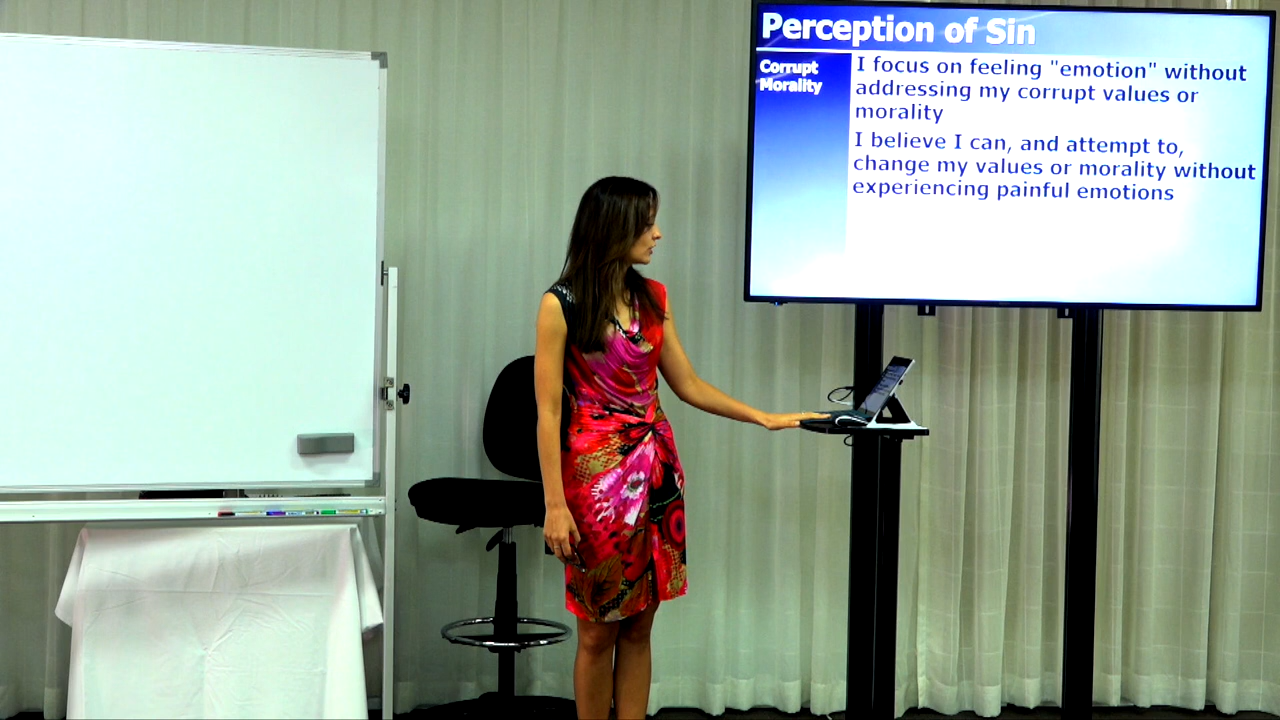 Perception of Sin
Corrupt
Morality
I focus on feeling "emotion" without
addressing my corrupt values or
morality
I believe I can, and attempt to,
change my values or morality without
experiencing painful emotions